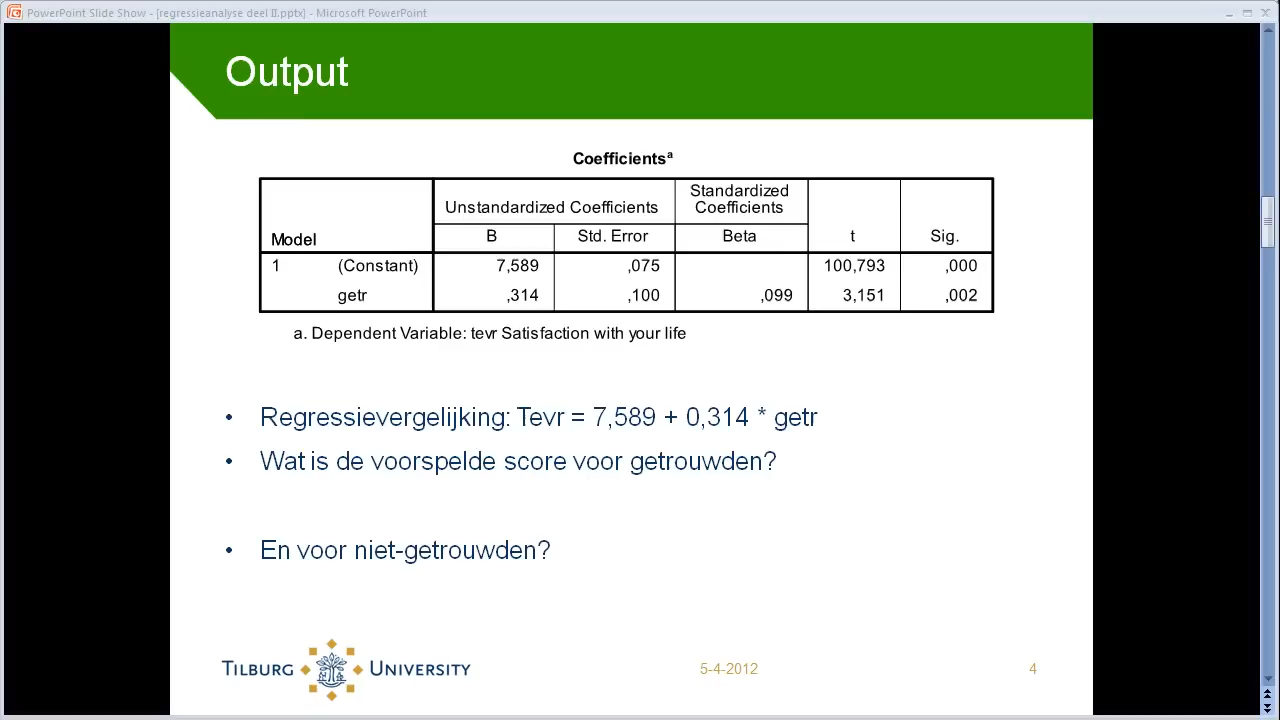 PowerPoint Slide Show - [regressieanalyse deel II.pptx] - Microsoft PowerPoint
Output
Coefficientsª
Model Unstandardized Coefficients Standardized Coefficients t Sig.
B Std. Error Beta
1 (Constant) 7,589 ,075 100,793 ,000
getr ,314 ,100 ,099 3,151 ,002
a. Dependent Variable: tevr Satisfaction with your life
• Regressievergelijking: Tevr = 7,589 + 0,314 * getr
• Wat is de voorspelde score voor getrouwden?
• En voor niet-getrouwden?
TILBURG UNIVERSITY 5-4-2012 4